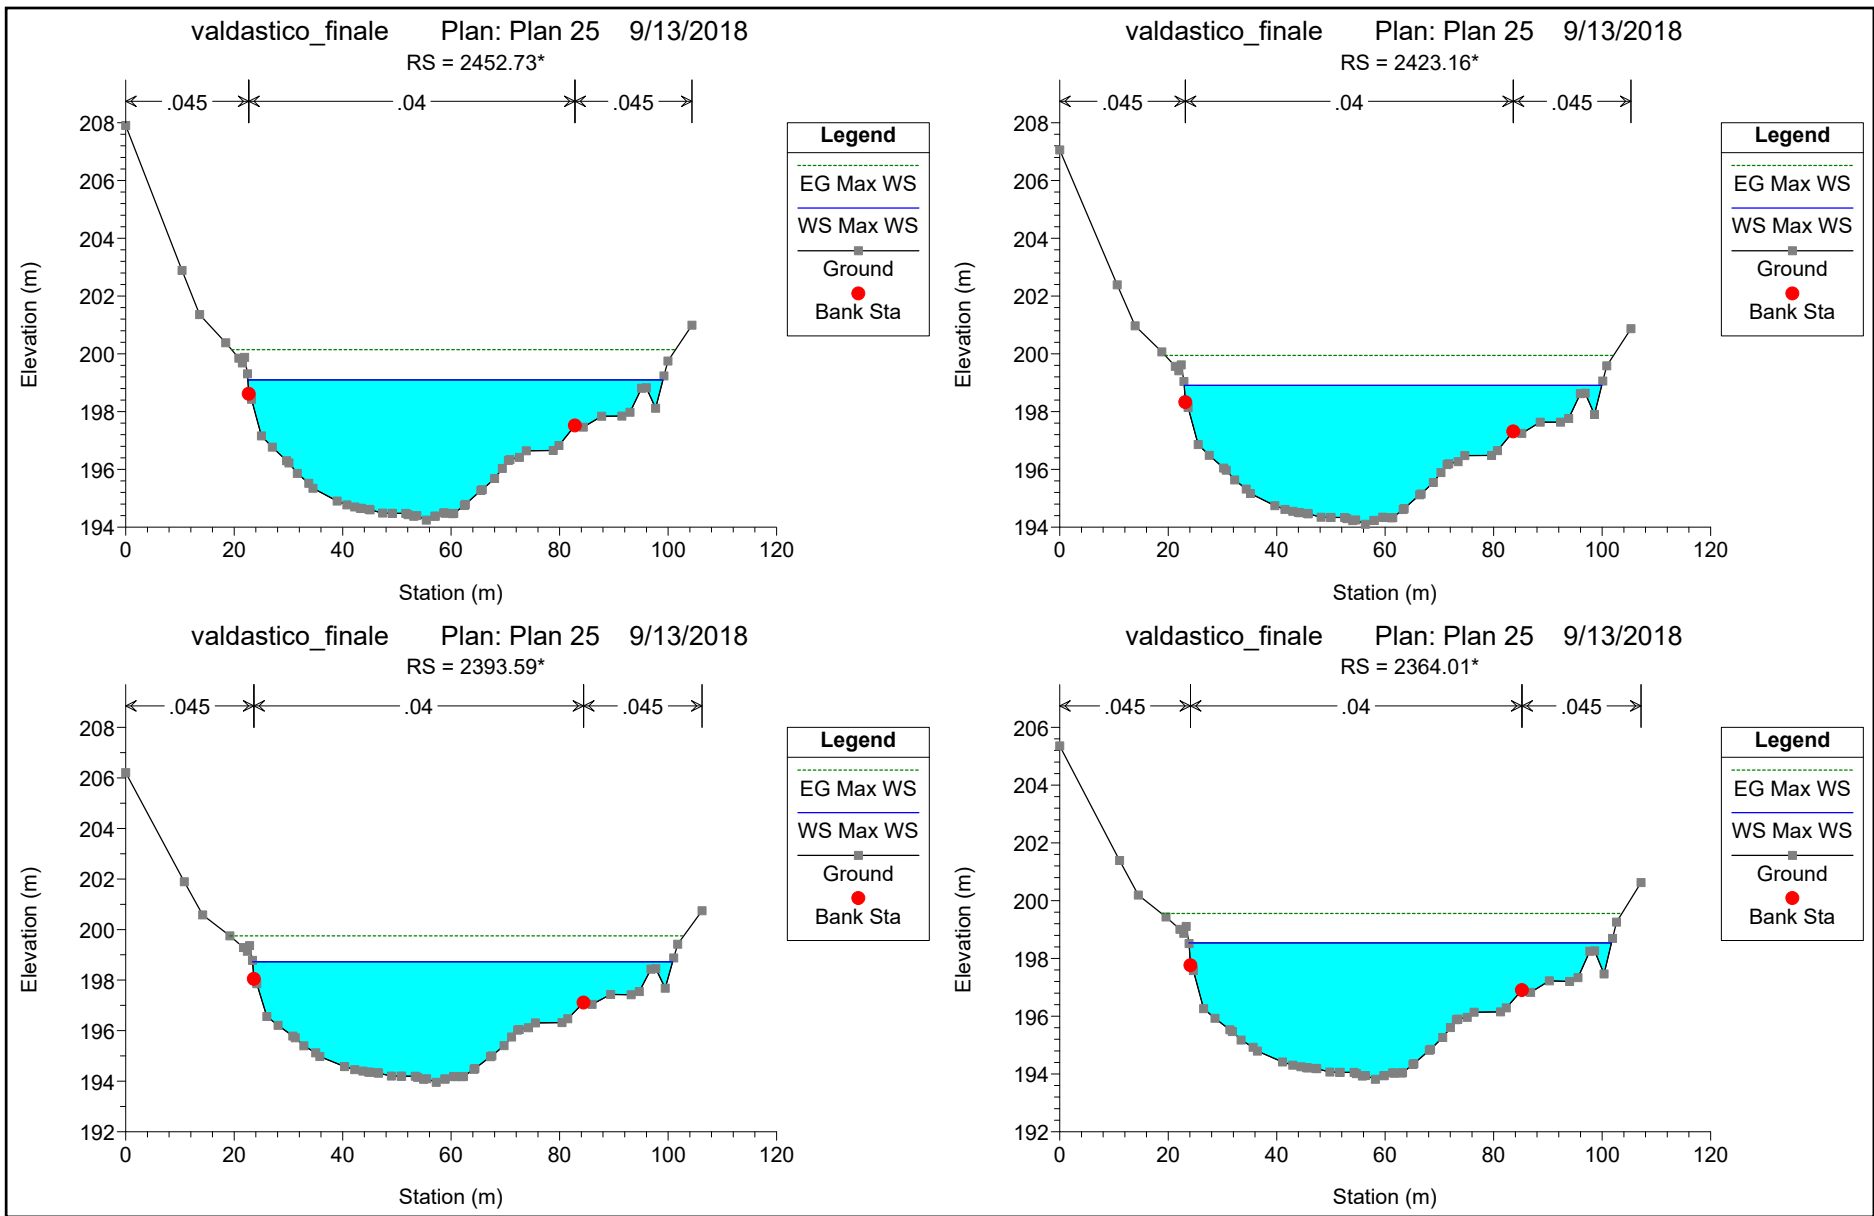 valdastico_finale Plan: Plan 25 9/13/2018
RS = 2452.73*
.045 .04 .045
208
206
204
202
200
198
196
194
0 20 40 60 80 100 120
Elevation (m)
Station (m)
Legend
EG Max WS
WS Max WS
Ground
Bank Sta
valdastico_finale Plan: Plan 25 9/13/2018
RS = 2423.16*
.045 .04 .045
208
206
204
202
200
198
196
194
0 20 40 60 80 100 120
Elevation (m)
Station (m)
Legend
EG Max WS
WS Max WS
Ground
Bank Sta
valdastico_finale Plan: Plan 25 9/13/2018
RS = 2393.59*
.045 .04 .045
208
206
204
202
200
198
196
194
192
0 20 40 60 80 100 120
Elevation (m)
Station (m)
Legend
EG Max WS
WS Max WS
Ground
Bank Sta
valdastico_finale Plan: Plan 25 9/13/2018
RS = 2364.01*
.045 .04 .045
206
204
202
200
198
196
194
192
0 20 40 60 80 100 120
Elevation (m)
Station (m)
Legend
EG Max WS
WS Max WS
Ground
Bank Sta